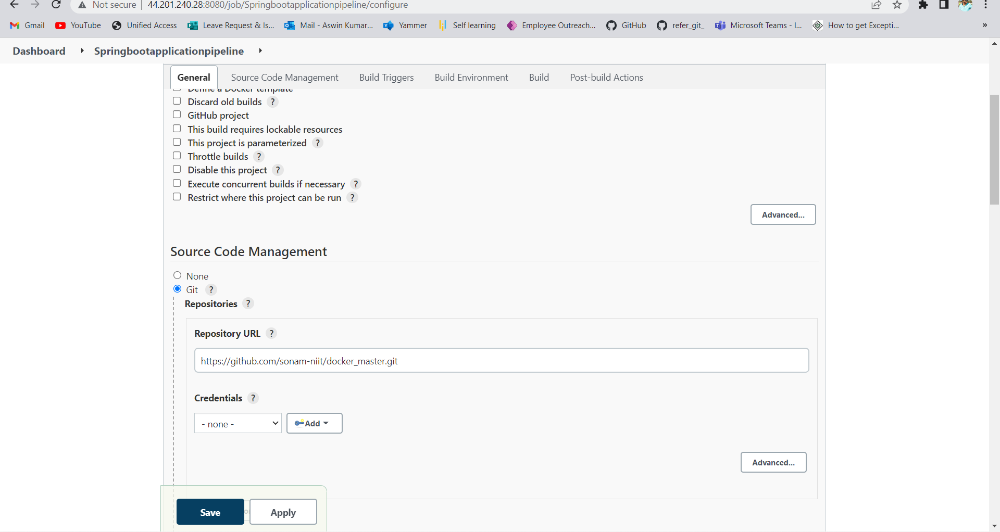 Not secure 44.201.240.28:8080/job/Springbootapplicationpipeline/configure
Gmail YouTube Unified Access Leave Request & Is... Mail - Aswin Kumar... Yammer Self learning Employee Outreach... GitHub refer_git_ Microsoft Teams - I... How to get Excepti... »
Dashboard Springbootapplicationpipeline
General Source Code Management Build Triggers Build Environment Build Post-build Actions
Define a Docker template
Discard old builds ?
GitHub project
This build requires lockable resources
This project is parameterized ?
Throttle builds ?
Disable this project ?
Execute concurrent builds if necessary ?
Restrict where this project can be run ?
Advanced...
Source Code Management
None
Git ?
Repositories ?
Repository URL ?
https://github.com/sonam-niit/docker_master.git
Credentials ?
- none - Add
Advanced...
Save Apply